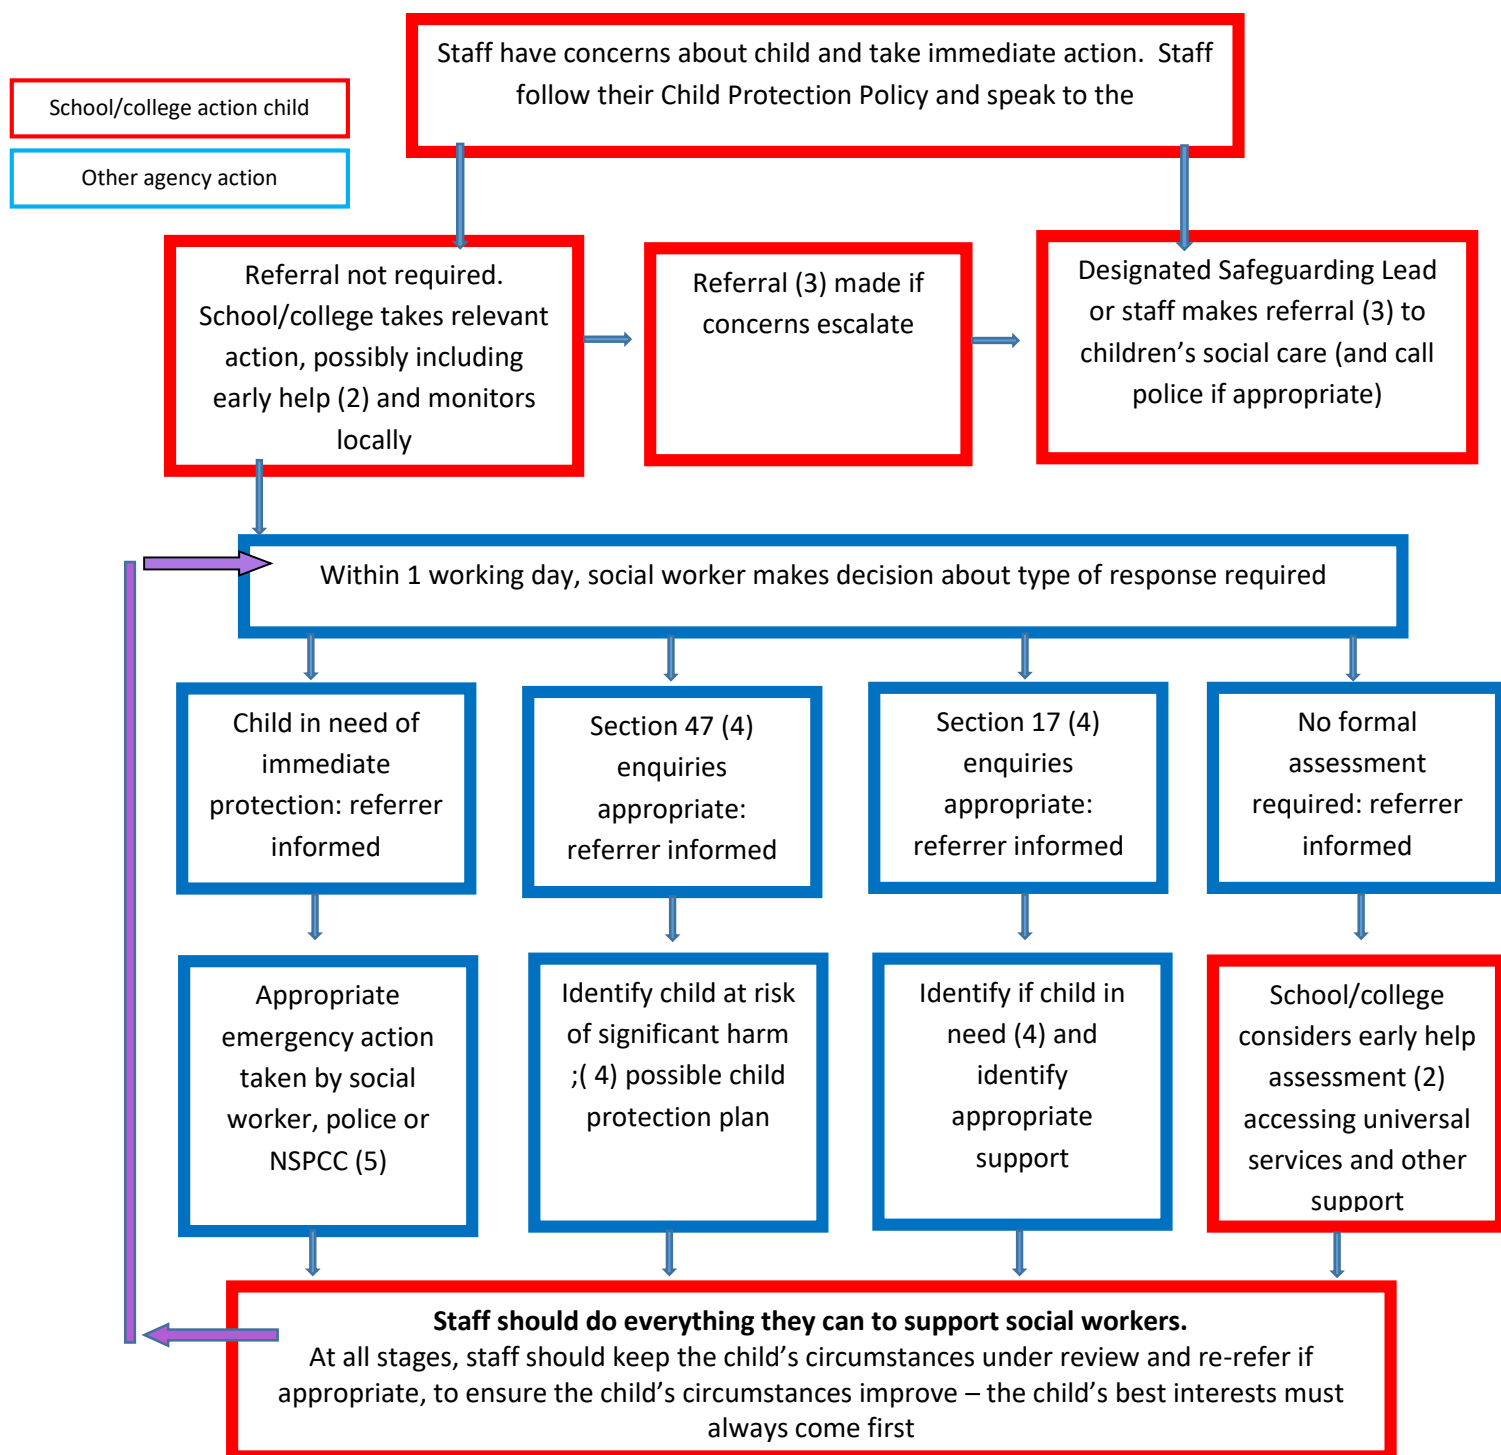 Staff have concerns about child and take immediate action.  Staff
follow their Child Protection Policy and speak to the
School/college action child
Other agency action
Referral not required.
School/college takes relevant
action, possibly including
early help (2) and monitors
locally
Referral (3) made if
concerns escalate
Designated Safeguarding Lead
or staff makes referral (3) to
children’s social care (and call
police if appropriate)
Within 1 working day, social worker makes decision about type of response required
Child in need of
immediate
protection: referrer
informed
Section 47 (4)
enquiries
appropriate:
referrer informed
Section 17 (4)
enquiries
appropriate:
referrer informed
No formal
assessment
required: referrer
informed
Appropriate
emergency action
taken by social
worker, police or
NSPCC (5)
Identify child at risk
of significant harm
;( 4) possible child
protection plan
Identify if child in
need (4) and
identify
appropriate
support
School/college
considers early help
assessment (2)
accessing universal
services and other
support
Staff should do everything they can to support social workers.
At all stages, staff should keep the child’s circumstances under review and re-refer if
appropriate, to ensure the child’s circumstances improve – the child’s best interests must
always come first